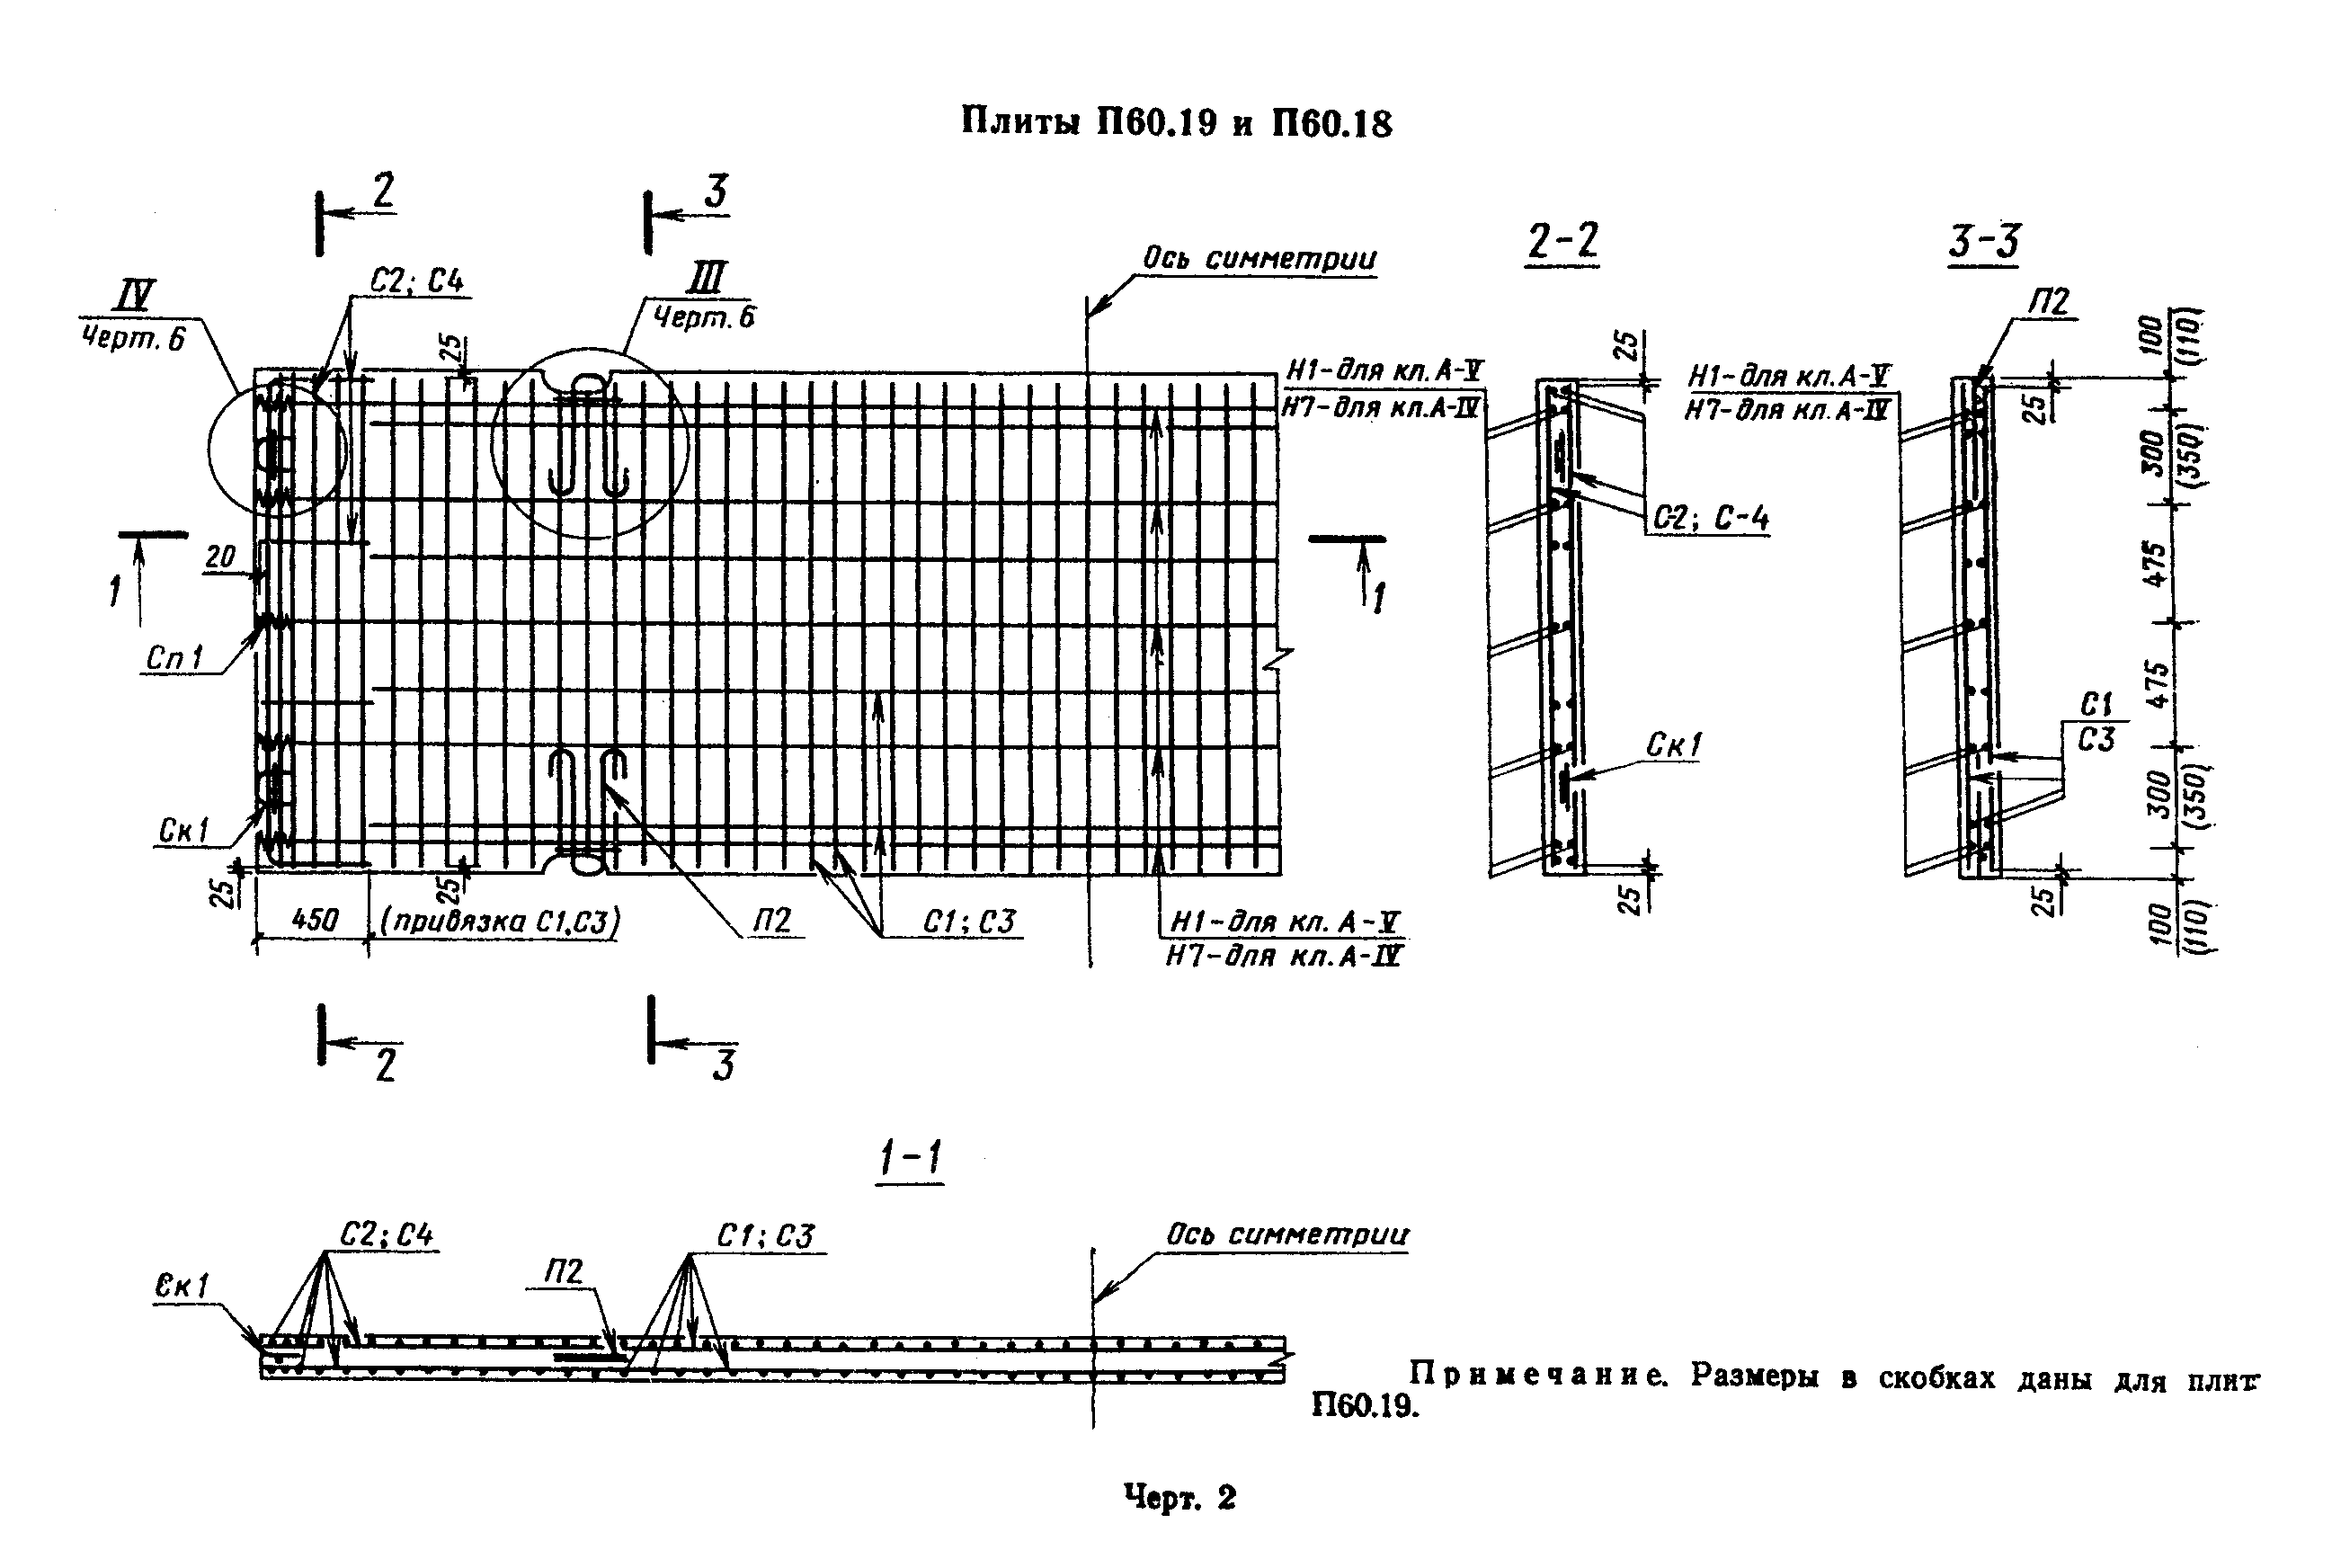 Плиты П60.19 и П60.18
2
3
2-2
3-3
Ось симметрии
IV
Черт. 6
С2; С4
III
Черт. 6
25
Н1-для кл. А-V
Н7-для кл. А-IV
25
Н1-для кл. А-V
Н7-для кл. А-IV
П2
25
100
(110)
300
(350)
475
475
300
(350)
100
(110)
С-2; С-4
1
20
1
Сп1
Ск1
С1
С3
Ск1
25
25
25
25
450
(привязка С1,С3)
П2
С1; С3
Н1-для кл. А-V
Н7-для кл. А-IV
2
3
1-1
Ск1
С2; С4
П2
С1; С3
Ось симметрии
Примечание. Размеры в скобках даны для плит
П60.19.
Черт. 2